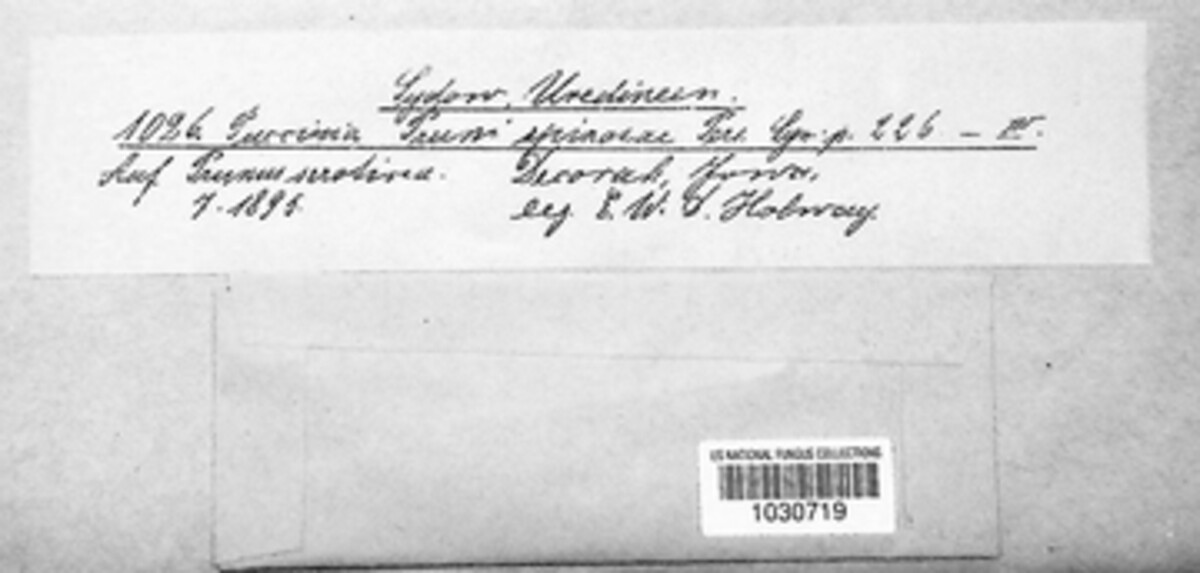 Sydow, Uredineen.
1026. Puccinia Pruni spinosae Pers. Syn. p. 226 — III.
Auf Prunus serotina. Decorah, Iowa.
7. 1895. leg. E. W. D. Holway.
US NATIONAL FUNGUS COLLECTIONS
1030719